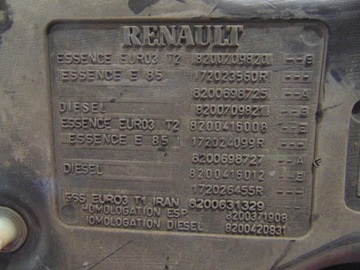 RENAULT
ESSENCE EURO3 T2 8200709820 --E
ESSENCE E 85 172023560R ---
8200698725 --A
DIESEL 8200709821 ---
ESSENCE EURO3 T2 8200416008 --E
ESSENCE E 85 172024099R ---
8200698727 --A
DIESEL 8200416012 --E
172026455R ---
ESS EURO3 T1 IRAN 8200631329 ---
HOMOLOGATION ESP 8200371908
HOMOLOGATION DIESEL 8200420831